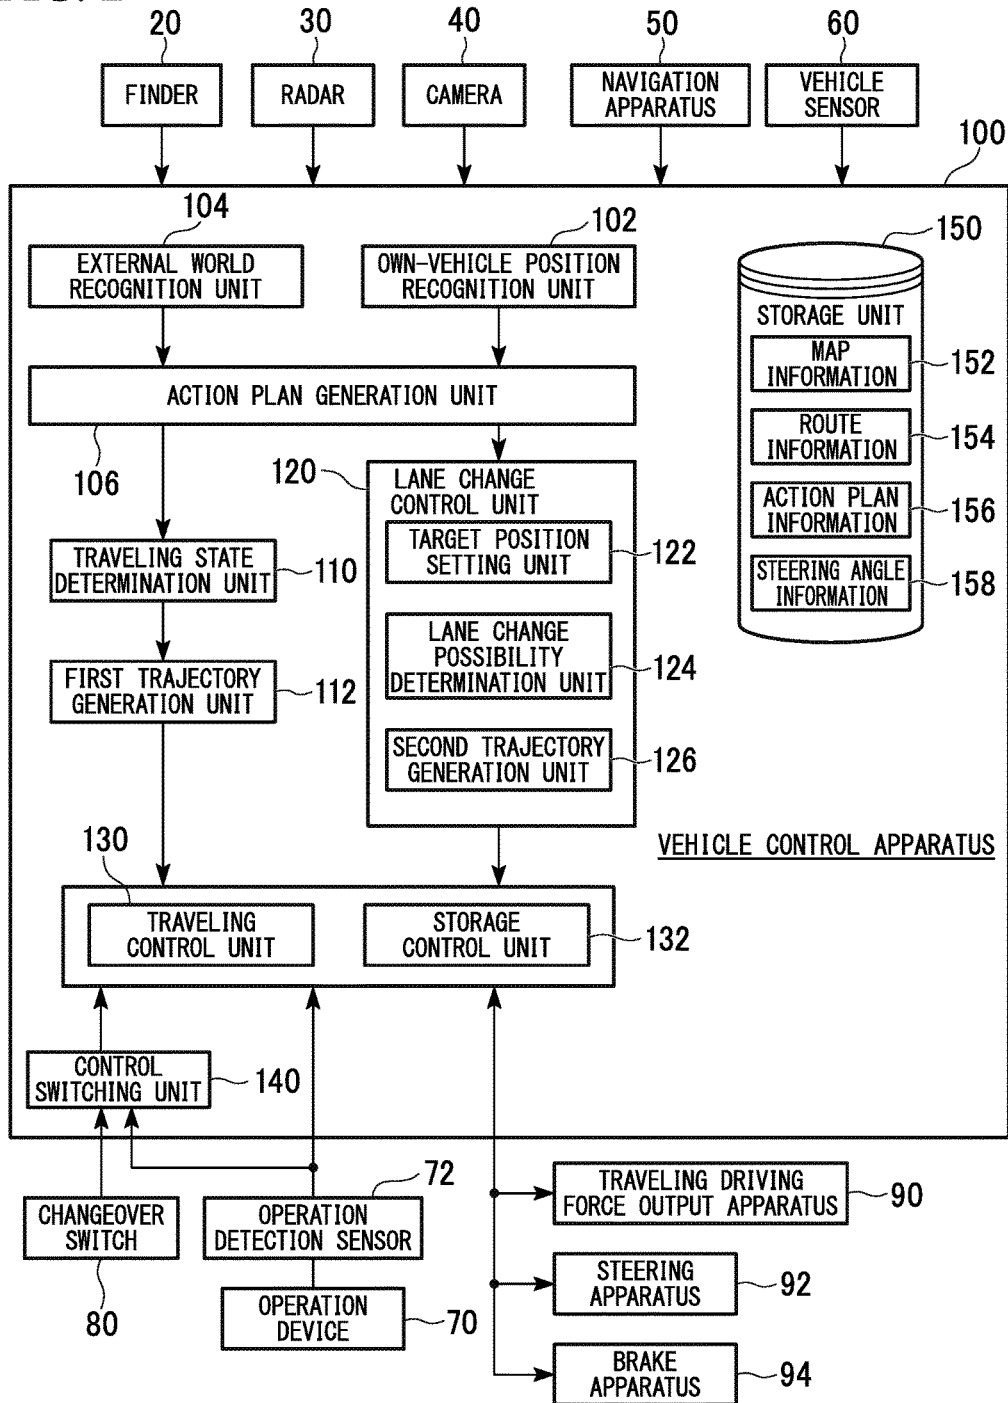 20
30
40
50
60
FINDER
RADAR
CAMERA
NAVIGATION
APPARATUS
VEHICLE
SENSOR
100
104
102
150
EXTERNAL WORLD
RECOGNITION UNIT
OWN-VEHICLE POSITION
RECOGNITION UNIT
STORAGE UNIT
MAP
INFORMATION
152
ACTION PLAN GENERATION UNIT
106
ROUTE
INFORMATION
154
120
LANE CHANGE
CONTROL UNIT
ACTION PLAN
INFORMATION
156
TARGET POSITION
SETTING UNIT
122
TRAVELING STATE
DETERMINATION UNIT
110
STEERING ANGLE
INFORMATION
158
LANE CHANGE
POSSIBILITY
DETERMINATION UNIT
124
FIRST TRAJECTORY
GENERATION UNIT
112
SECOND TRAJECTORY
GENERATION UNIT
126
VEHICLE CONTROL APPARATUS
130
TRAVELING
CONTROL UNIT
STORAGE
CONTROL UNIT
132
CONTROL
SWITCHING UNIT
140
72
CHANGEOVER
SWITCH
80
OPERATION
DETECTION SENSOR
OPERATION
DEVICE
70
TRAVELING DRIVING
FORCE OUTPUT APPARATUS
90
STEERING
APPARATUS
92
BRAKE
APPARATUS
94